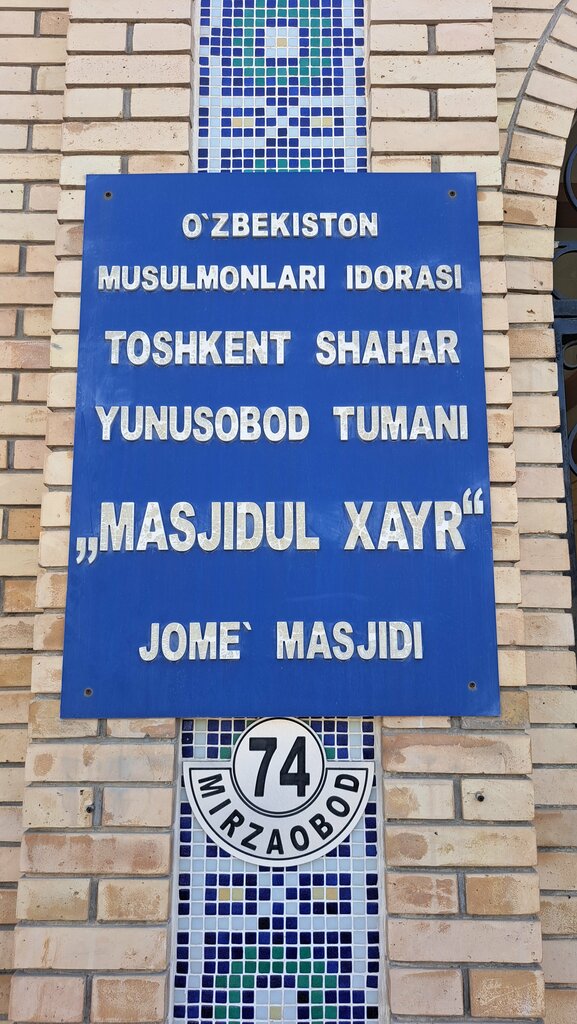 O`ZBEKISTON
MUSULMONLARI IDORASI
TOSHKENT SHAHAR
YUNUSOBOD TUMANI
„MASJIDUL XAYR“
JOME` MASJIDI
74
MIRZAOBOD